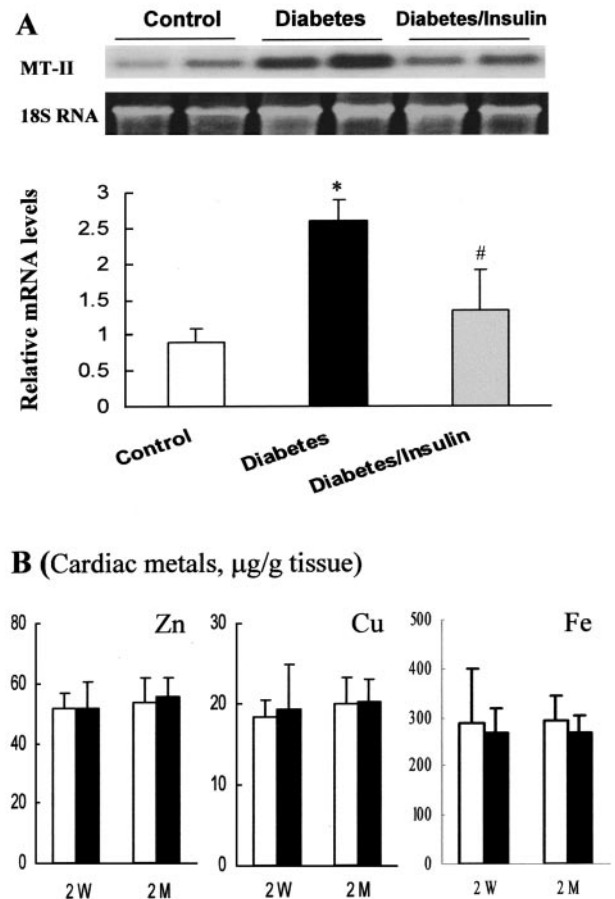 A
Control Diabetes Diabetes/Insulin
MT-II
18S RNA
Relative mRNA levels
3
2.5
2
1.5
1
0.5
0
*
#
Control Diabetes Diabetes/Insulin
B (Cardiac metals, µg/g tissue)
Zn
80
60
40
20
0
2 W 2 M
Cu
30
20
10
0
2 W 2 M
Fe
500
400
300
200
100
0
2 W 2 M